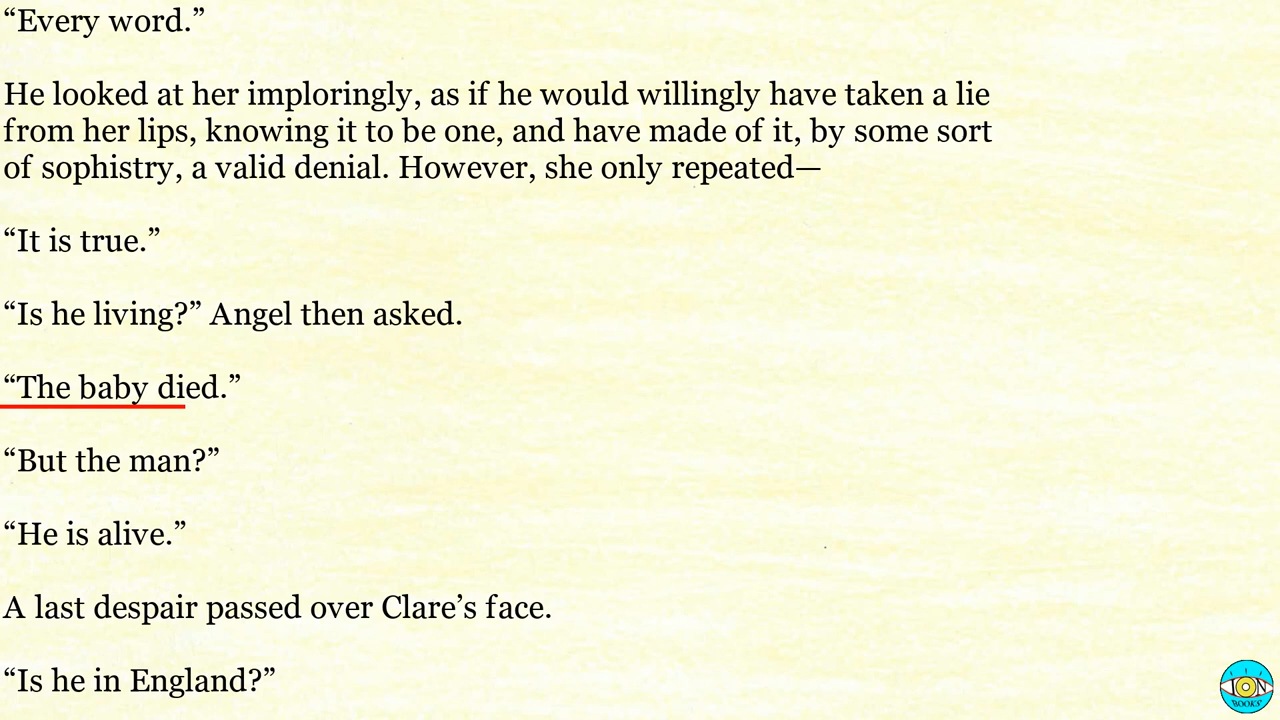 “Every word.”
He looked at her imploringly, as if he would willingly have taken a lie
from her lips, knowing it to be one, and have made of it, by some sort
of sophistry, a valid denial. However, she only repeated—
“It is true.”
“Is he living?” Angel then asked.
“The baby died.”
“But the man?”
“He is alive.”
A last despair passed over Clare’s face.
“Is he in England?”
ION
BOOKS